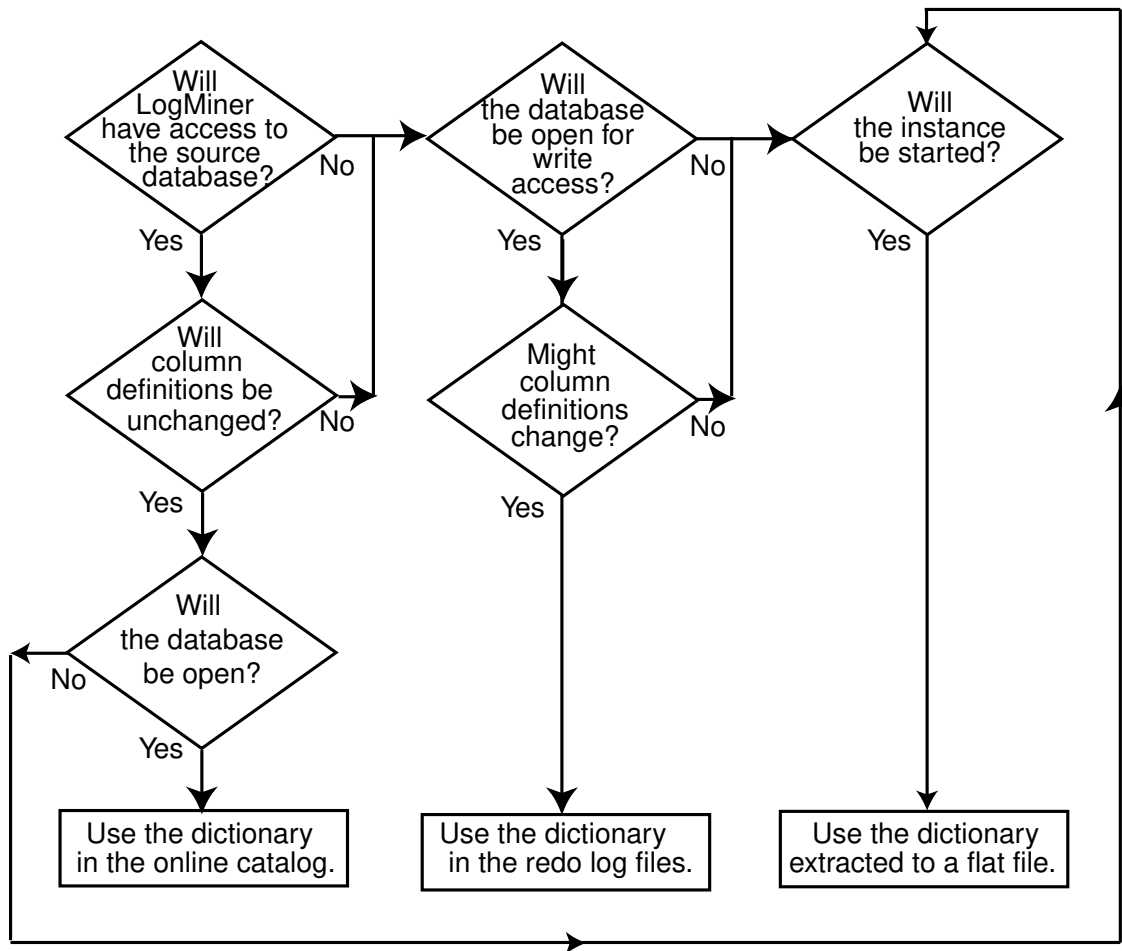 Will
LogMiner
have access to
the source
database?
No
Yes
Will
column
definitions be
unchanged?
No
Yes
Will
the database
be open?
No
Yes
Use the dictionary
in the online catalog.
Will
the database
be open for
write
access?
No
Yes
Might
column
definitions
change?
No
Yes
Use the dictionary
in the redo log files.
Will
the instance
be started?
Yes
Use the dictionary
extracted to a flat file.